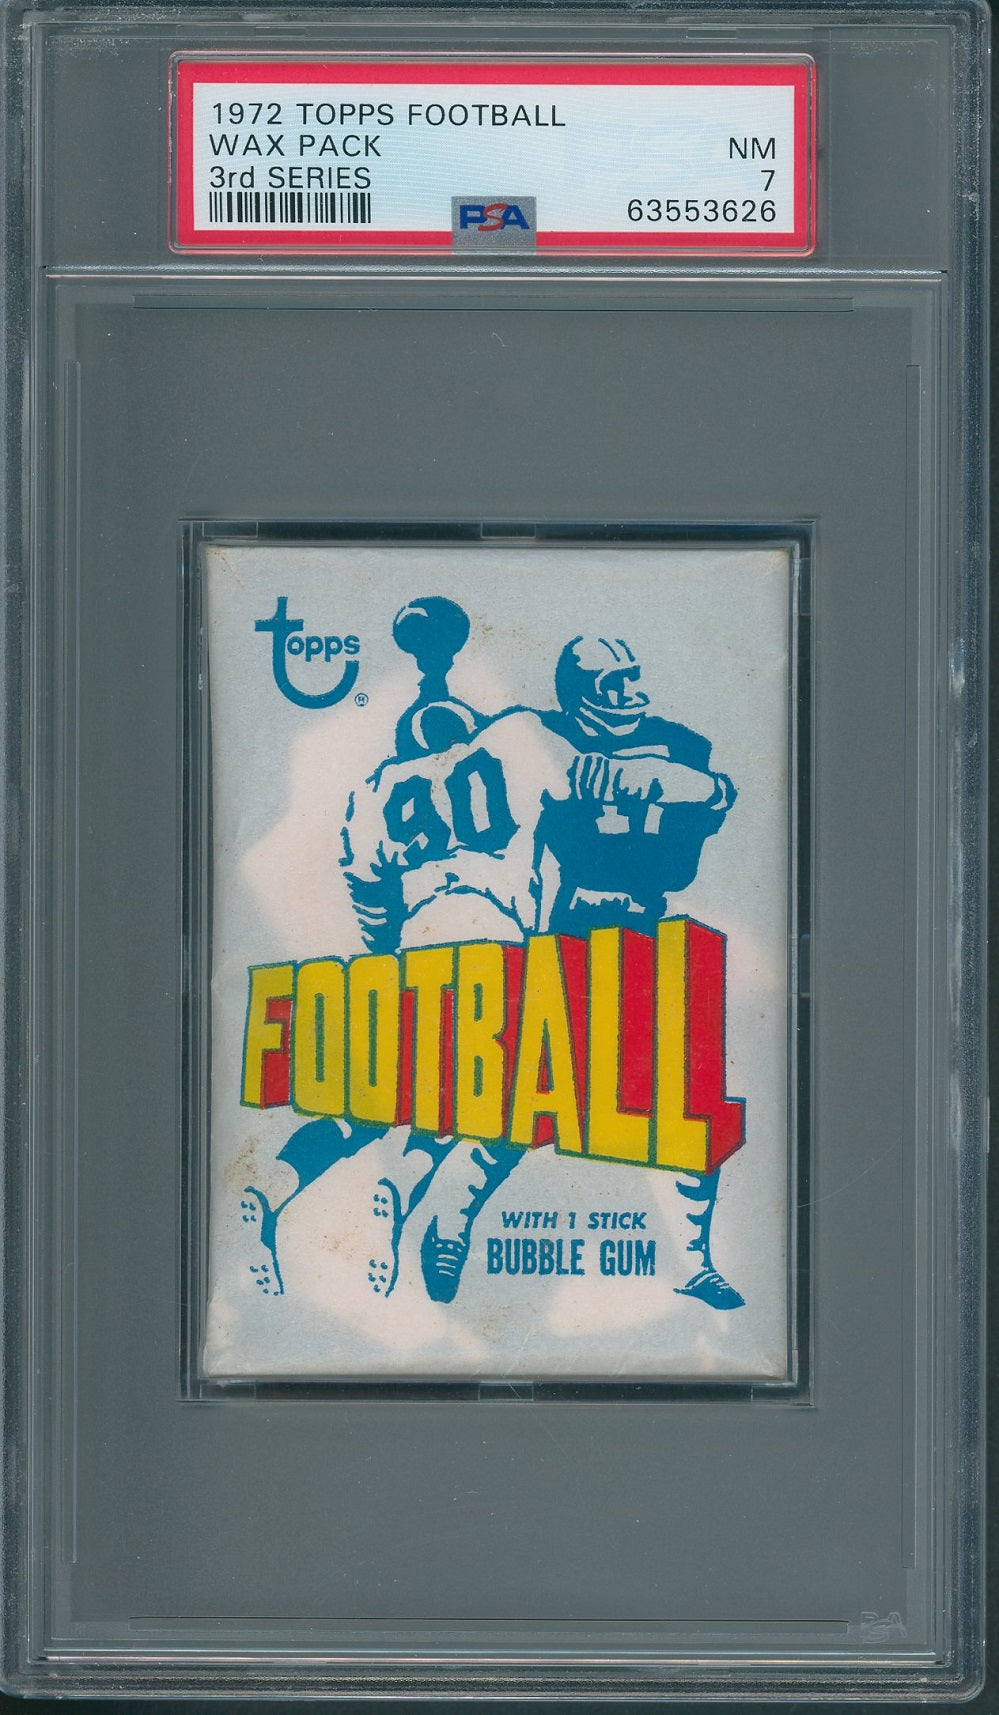 1972 TOPPS FOOTBALL
WAX PACK
NM
3rd SERIES
7
PSA
63553626
topps
®
90
FOOTBALL
WITH 1 STICK
BUBBLE GUM
PSA